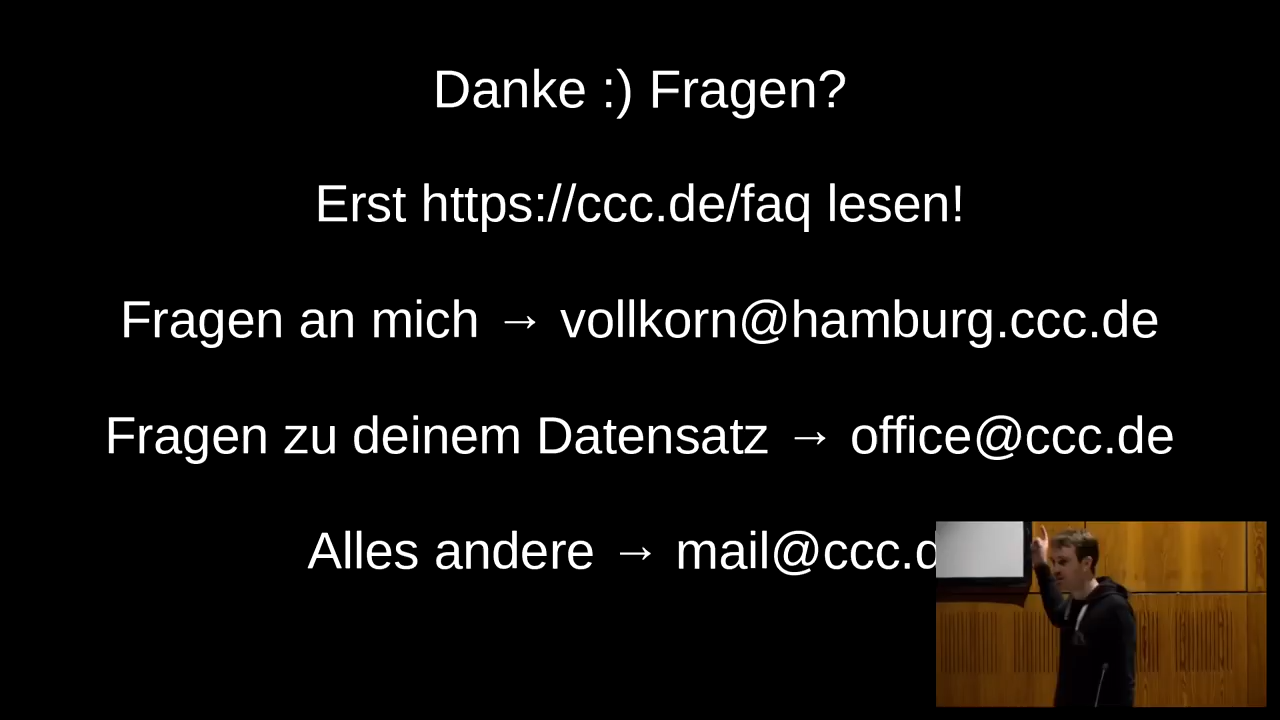 Danke :) Fragen?
Erst https://ccc.de/faq lesen!
Fragen an mich → vollkorn@hamburg.ccc.de
Fragen zu deinem Datensatz → office@ccc.de
Alles andere → mail@ccc.d